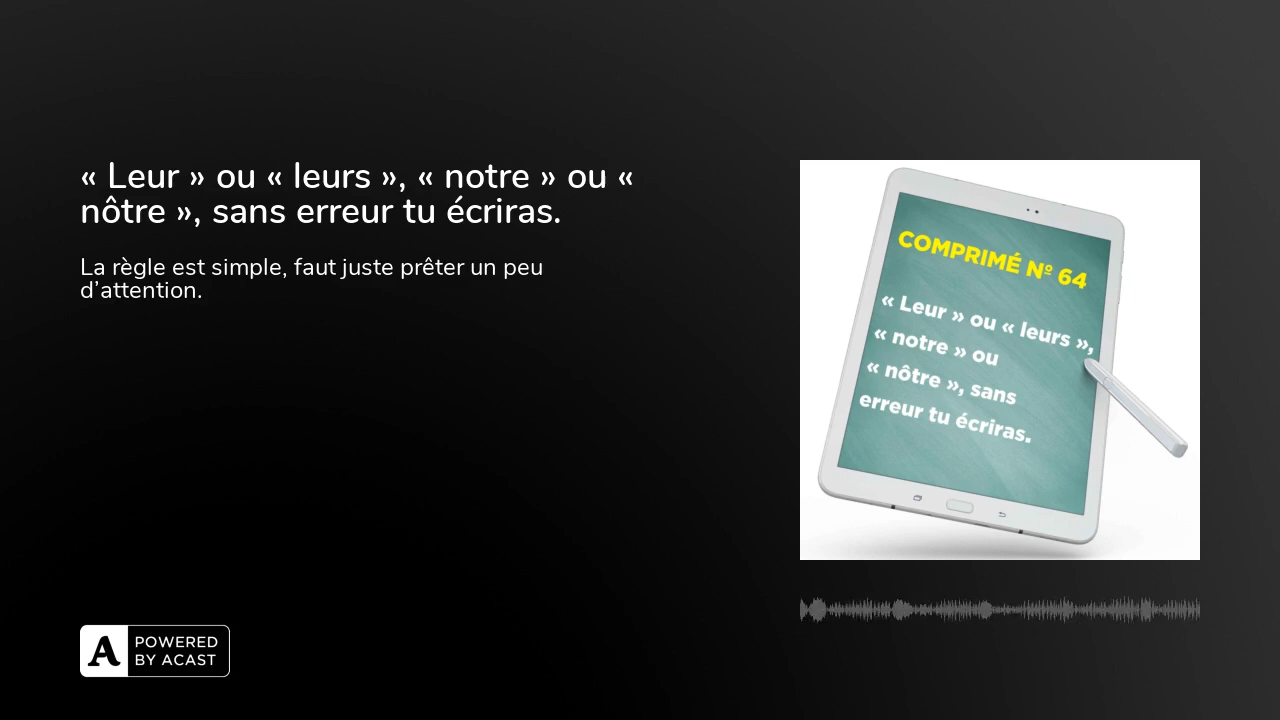 « Leur » ou « leurs », « notre » ou «
nôtre », sans erreur tu écriras.
La règle est simple, faut juste prêter un peu
d’attention.
COMPRIMÉ Nº 64
« Leur » ou « leurs »,
« notre » ou
« nôtre », sans
erreur tu écriras.
A POWERED
BY ACAST